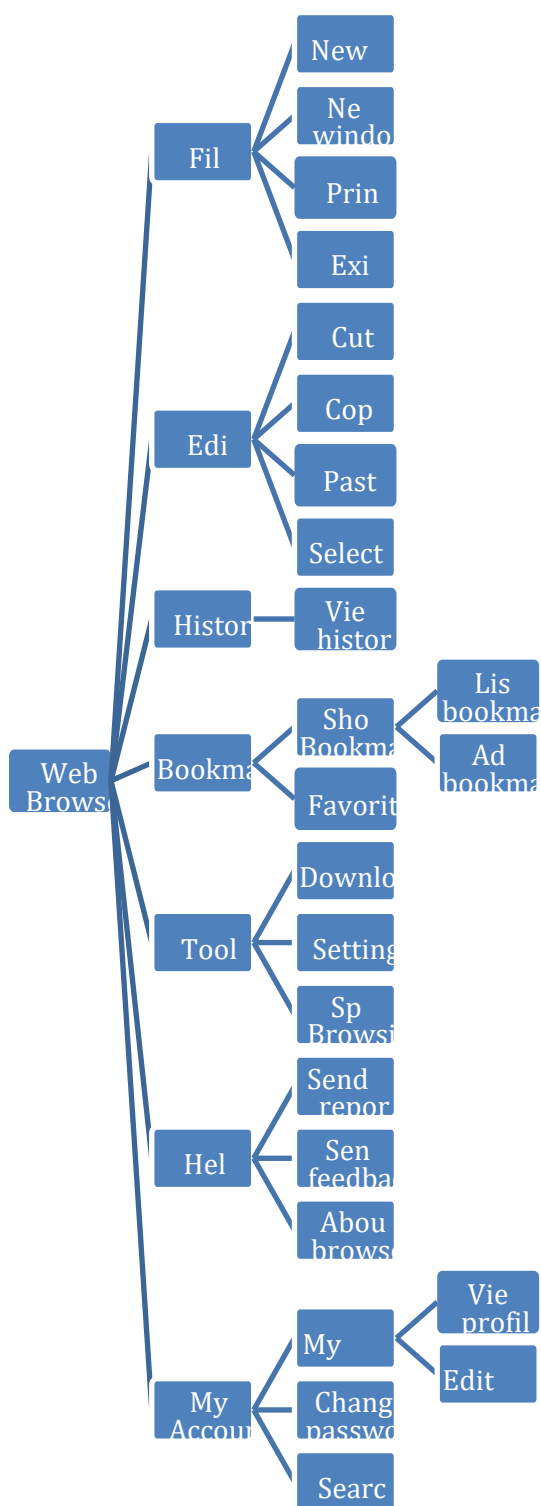 Web
Browse
Fil
New
Ne
windo
Prin
Exi
Edi
Cut
Cop
Past
Select
Histor
Vie
histor
Bookma
Sho
Bookma
Lis
bookma
Ad
bookma
Favorit
Tool
Downlo
Setting
Sp
Browsi
Hel
Send
repor
Sen
feedbac
Abou
browse
My
Accoun
My
Vie
profil
Edit
Chang
passwo
Searc